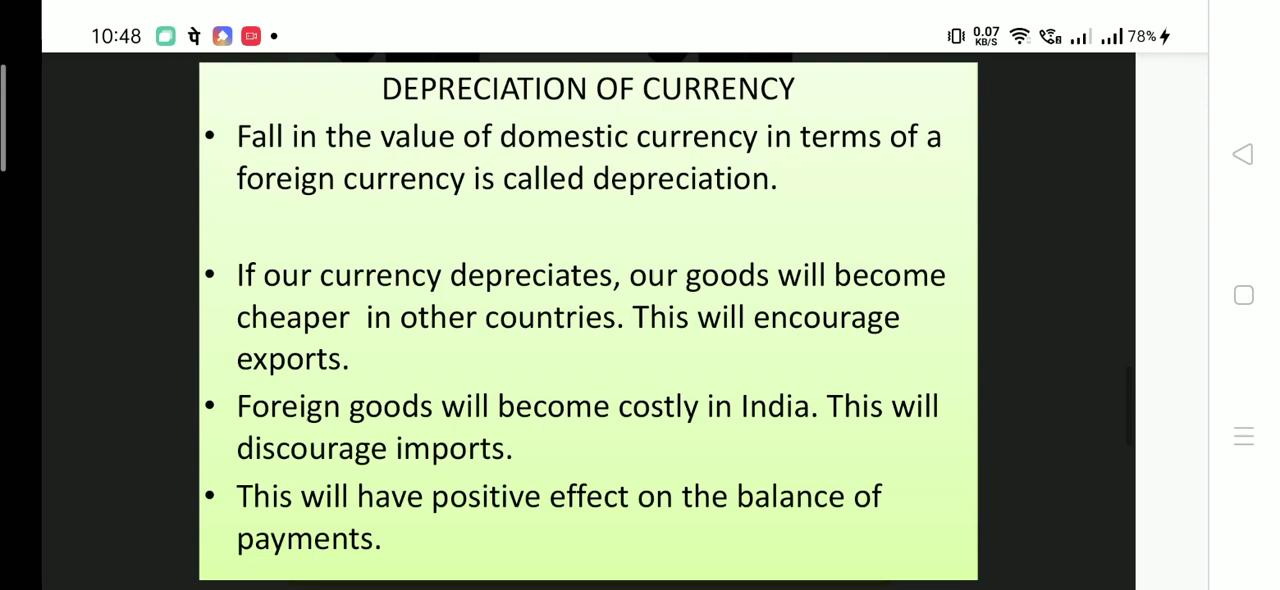 10:48 पे 0.07 KB/S 78%
DEPRECIATION OF CURRENCY
• Fall in the value of domestic currency in terms of a
foreign currency is called depreciation.
• If our currency depreciates, our goods will become
cheaper in other countries. This will encourage
exports.
• Foreign goods will become costly in India. This will
discourage imports.
• This will have positive effect on the balance of
payments.